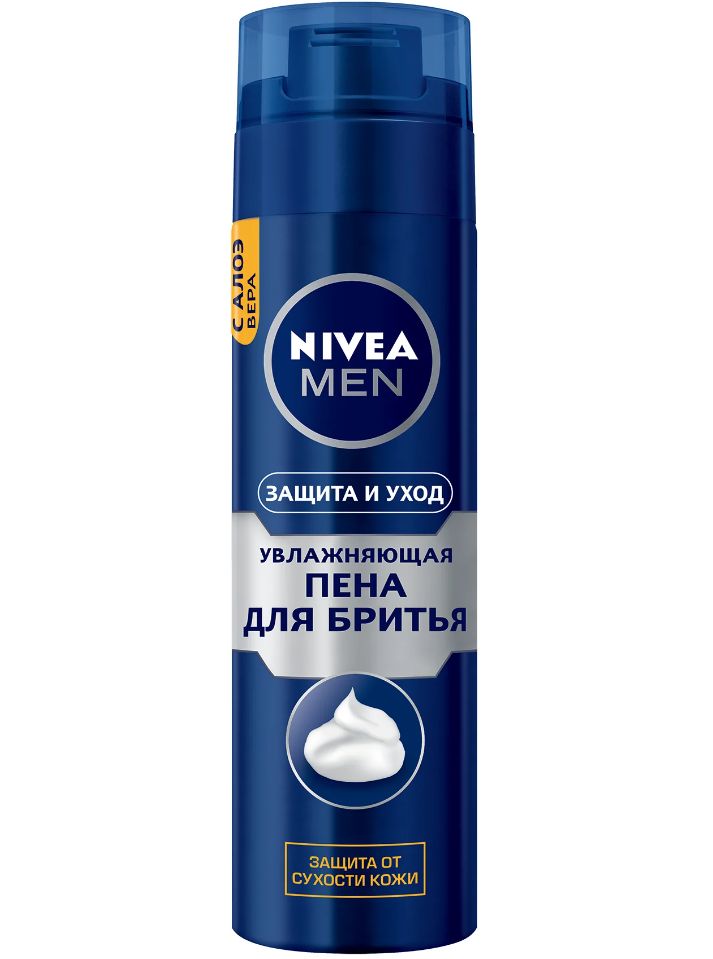 С АЛОЭ
ВЕРА
NIVEA
MEN
ЗАЩИТА И УХОД
УВЛАЖНЯЮЩАЯ
ПЕНА
ДЛЯ БРИТЬЯ
ЗАЩИТА ОТ
СУХОСТИ КОЖИ